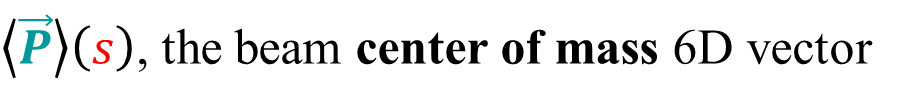 ⟨P⃗⟩(s), the beam center of mass 6D vector